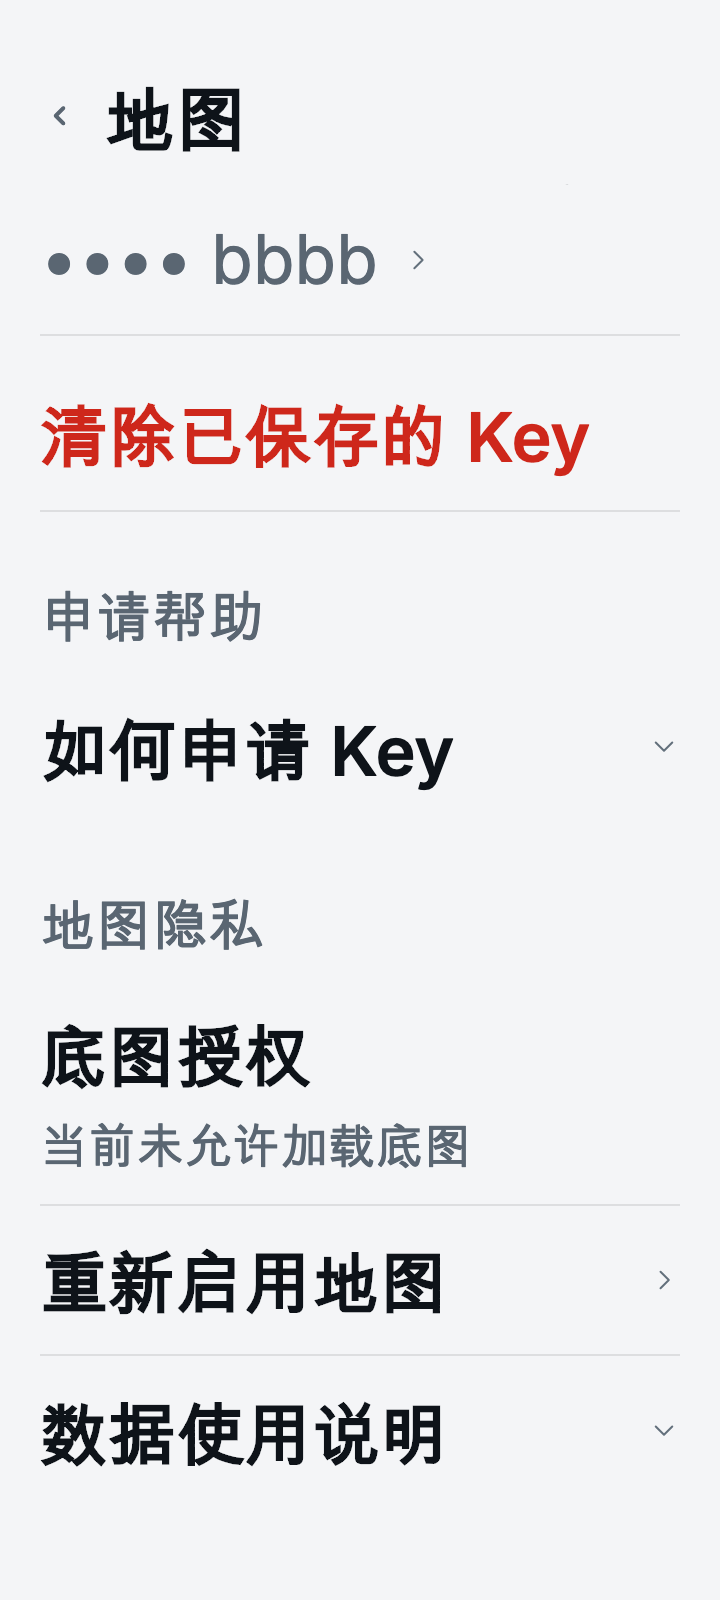 地图
●●●● bbbb
清除已保存的 Key
申请帮助
如何申请 Key
地图隐私
底图授权
当前未允许加载底图
重新启用地图
数据使用说明